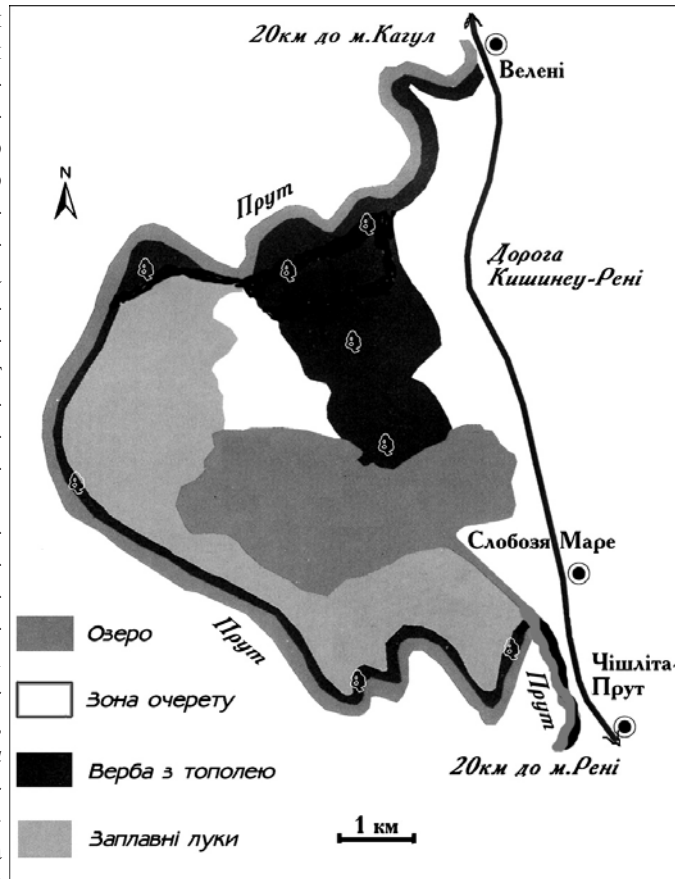 20км до м.Кагул
Велені
N
Прут
Дорога
Кишинеу-Рені
Слобозя Маре
Озеро
Прут
Чішліта-
Прут
Прут
Зона очерету
20км до м.Рені
Верба з тополею
1 км
Заплавні луки